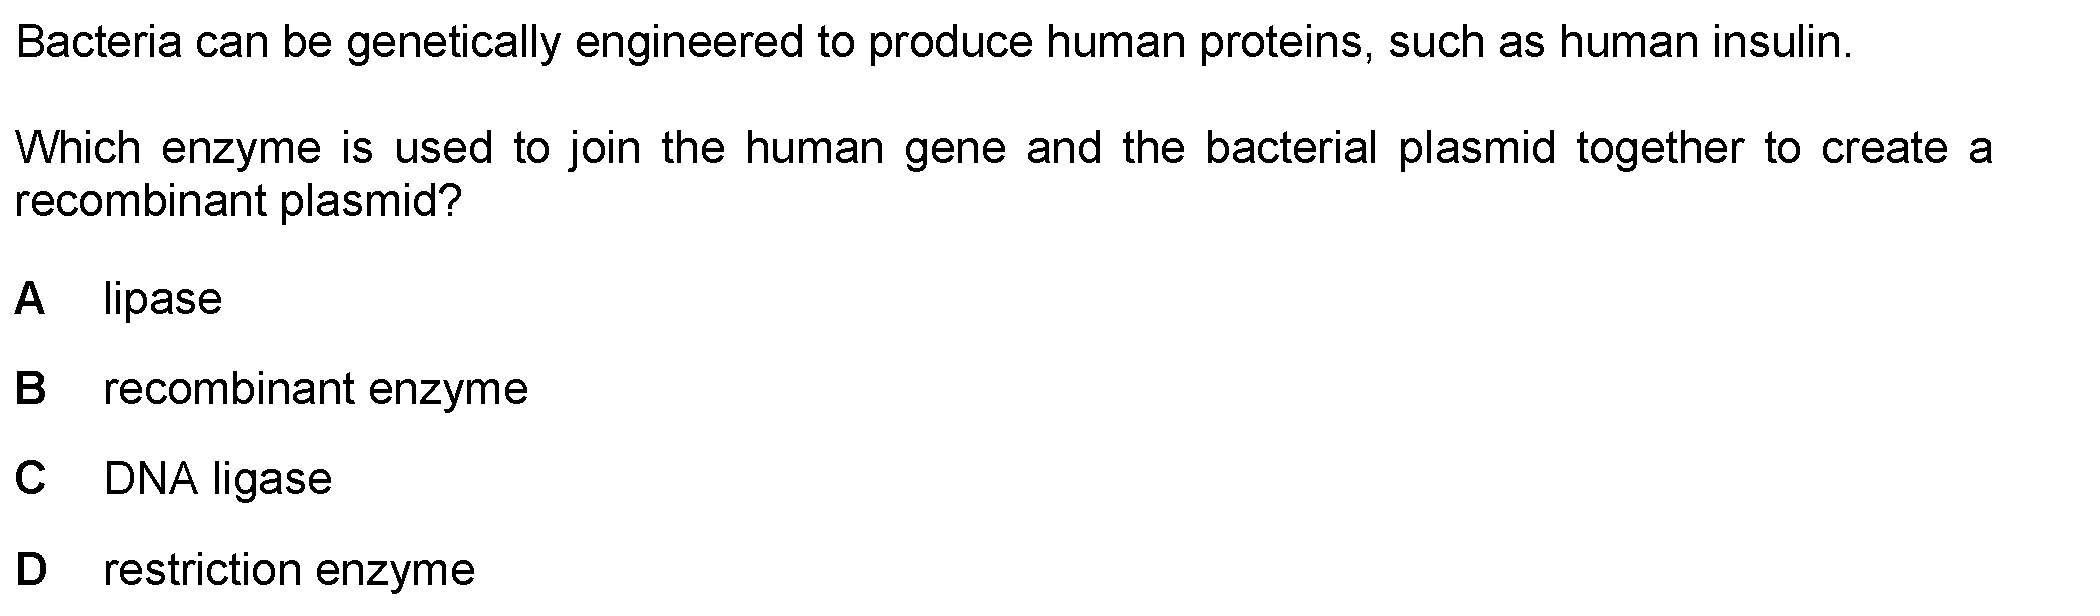 Bacteria can be genetically engineered to produce human proteins, such as human insulin.
Which enzyme is used to join the human gene and the bacterial plasmid together to create a
recombinant plasmid?
A lipase
B recombinant enzyme
C DNA ligase
D restriction enzyme